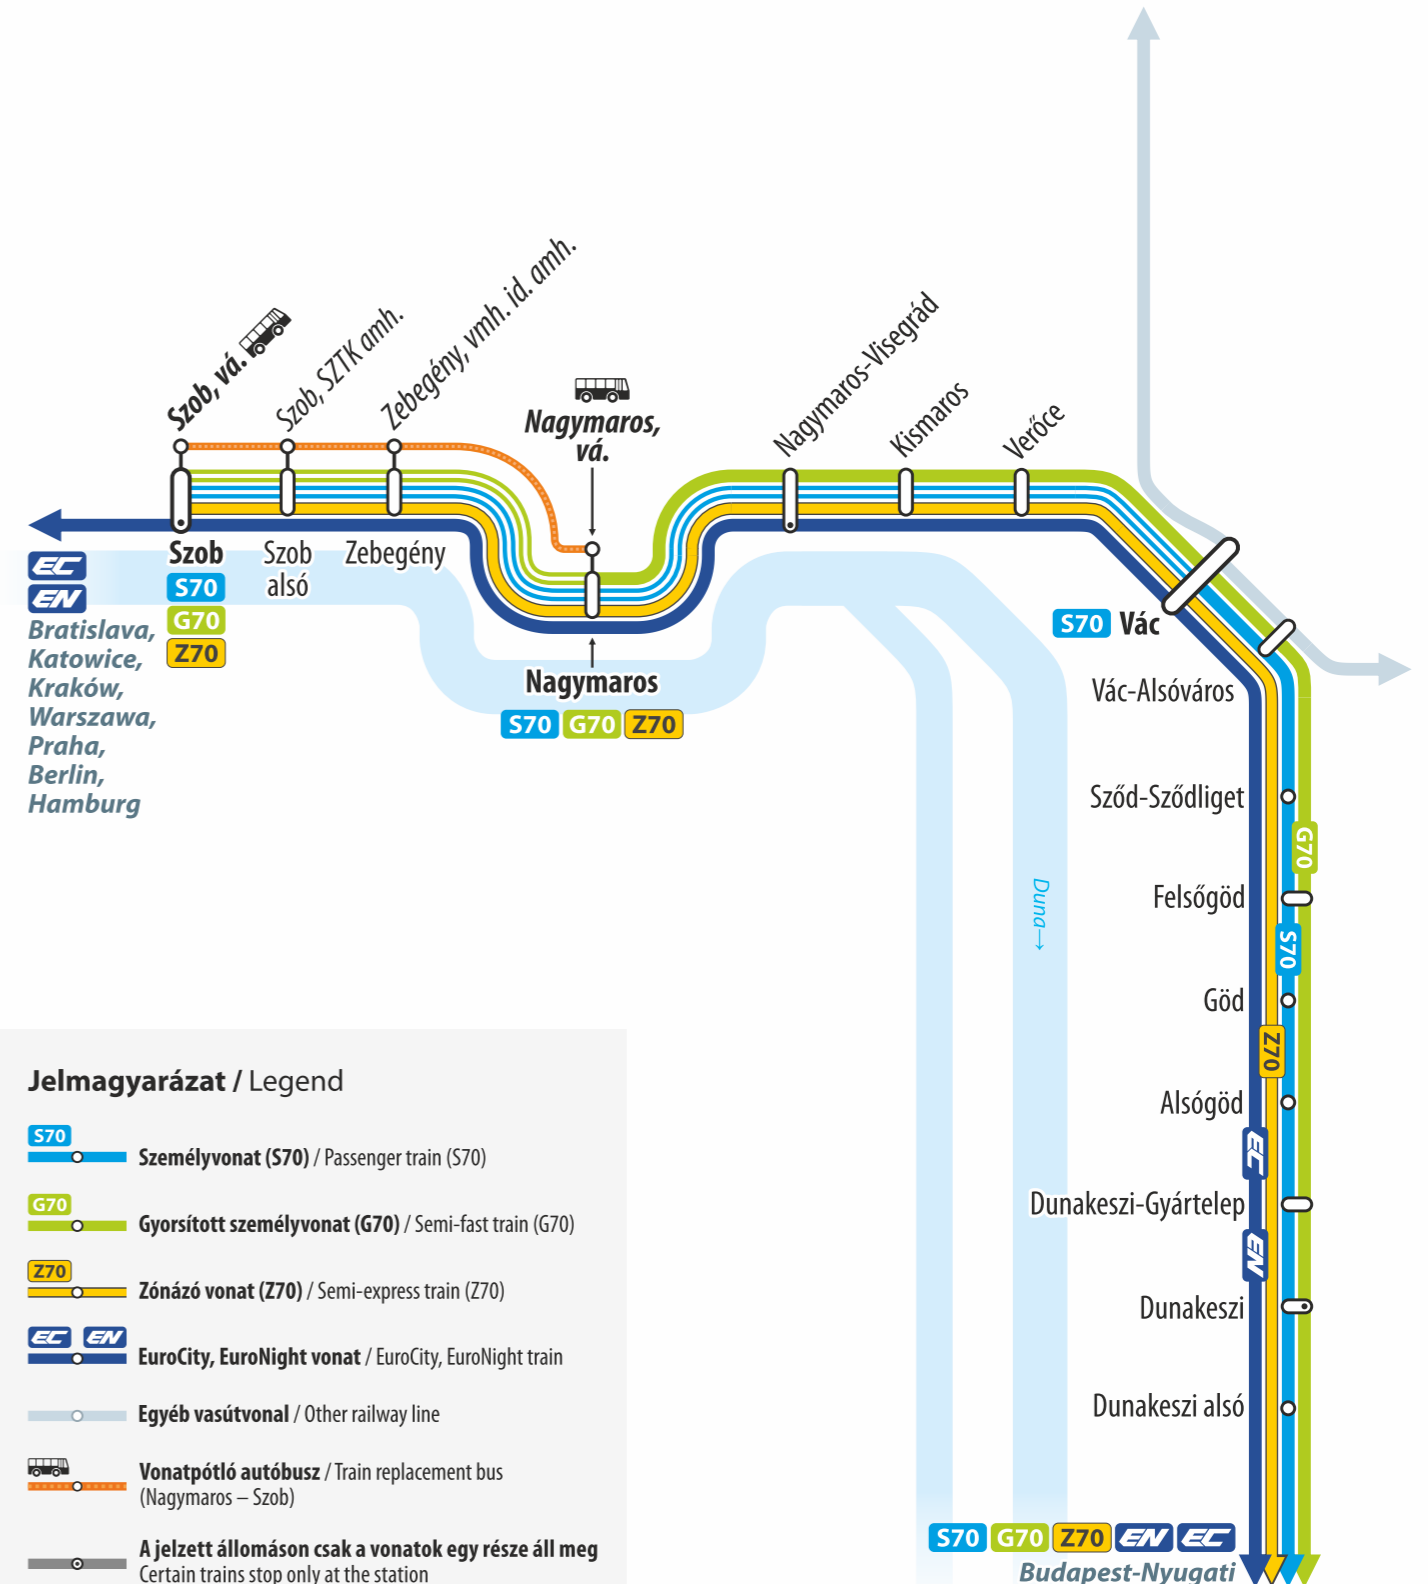 Szob, vá.
Szob, SZTK amh.
Zebegény, vmh. id. amh.
Nagymaros,
vá.
Nagymaros-Visegrád
Kismaros
Verőce
EC
EN
Bratislava,
Katowice,
Kraków,
Warszawa,
Praha,
Berlin,
Hamburg
Szob
S70
G70
Z70
Szob
alsó
Zebegény
Nagymaros
S70 G70 Z70
S70 Vác
Vác-Alsóváros
Sződ-Sződliget
G70
Felsőgöd
S70
Duna→
Göd
Z70
Alsógöd
EC
Dunakeszi-Gyártelep
EN
Dunakeszi
Dunakeszi alsó
S70 G70 Z70 EN EC
Budapest-Nyugati
Jelmagyarázat / Legend
S70
Személyvonat (S70) / Passenger train (S70)
G70
Gyorsított személyvonat (G70) / Semi-fast train (G70)
Z70
Zónázó vonat (Z70) / Semi-express train (Z70)
EC EN
EuroCity, EuroNight vonat / EuroCity, EuroNight train
Egyéb vasútvonal / Other railway line
Vonatpótló autóbusz / Train replacement bus
(Nagymaros – Szob)
A jelzett állomáson csak a vonatok egy része áll meg
Certain trains stop only at the station